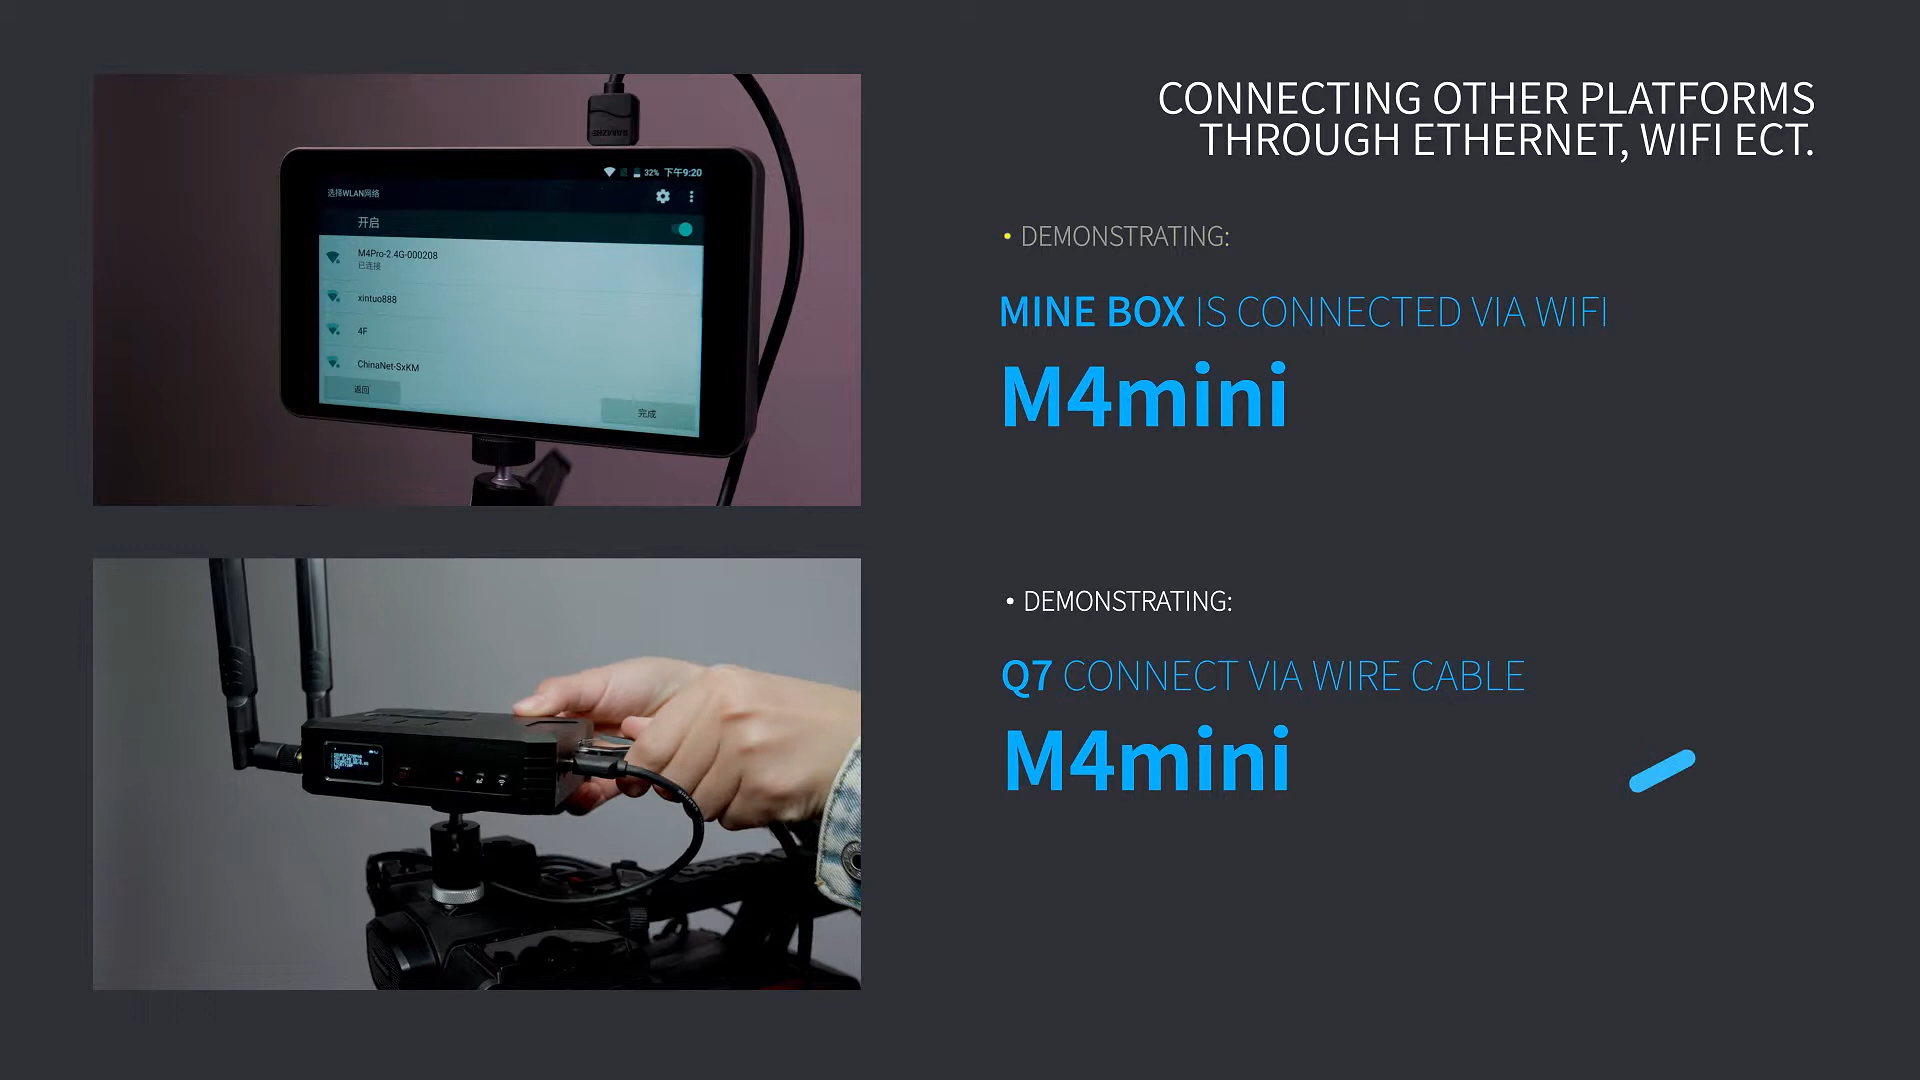 CONNECTING OTHER PLATFORMS
THROUGH ETHERNET, WIFI ECT.
32% 下午9:20
选择WLAN网络
开启
M4Pro-2.4G-000208
已连接
xintuo888
4F
ChinaNet-SxKM
返回
完成
• DEMONSTRATING:
MINE BOX IS CONNECTED VIA WIFI
M4mini
• DEMONSTRATING:
Q7 CONNECT VIA WIRE CABLE
M4mini